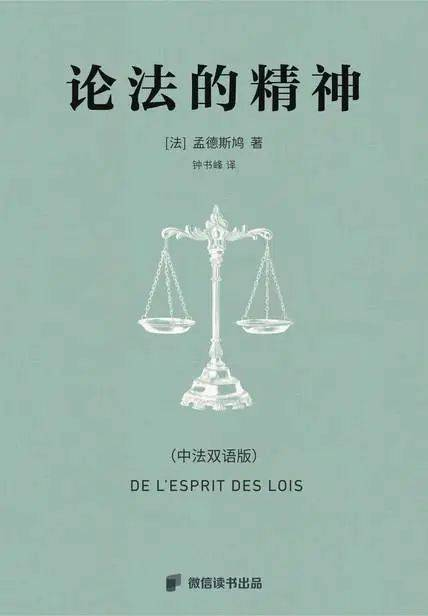 论法的精神
[法] 孟德斯鸠 著
钟书峰 译
（中法双语版）
DE L'ESPRIT DES LOIS
微信读书出品